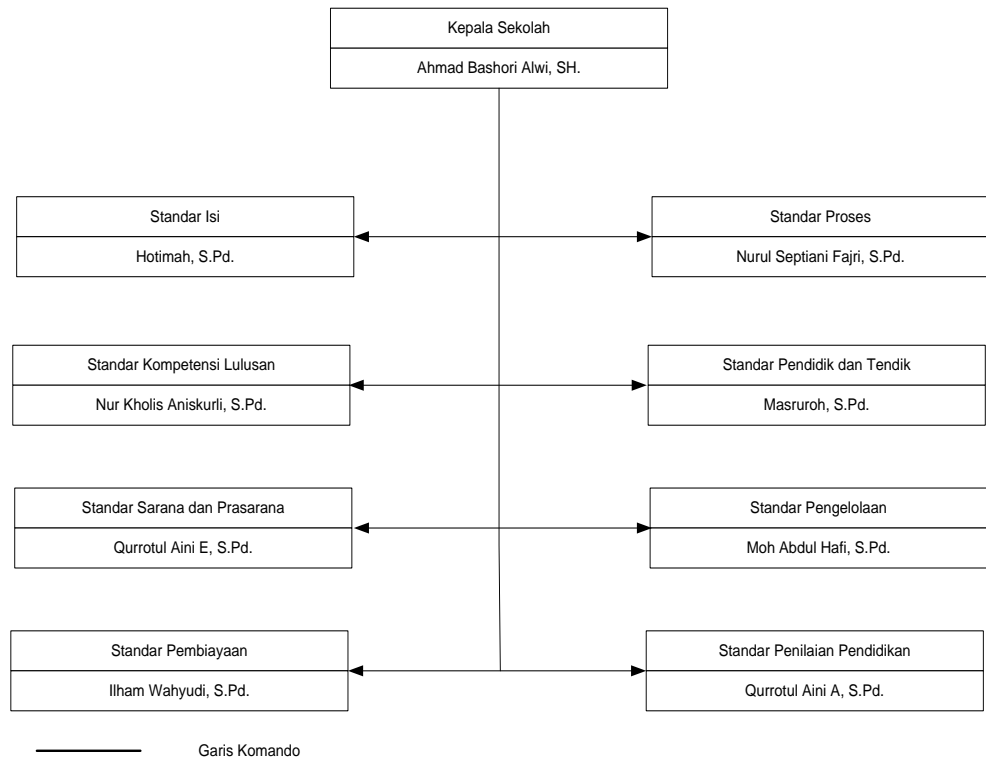 Kepala Sekolah
Ahmad Bashori Alwi, SH.
Standar Isi
Hotimah, S.Pd.
Standar Proses
Nurul Septiani Fajri, S.Pd.
Standar Kompetensi Lulusan
Nur Kholis Aniskurli, S.Pd.
Standar Pendidik dan Tendik
Masruroh, S.Pd.
Standar Sarana dan Prasarana
Qurrotul Aini E, S.Pd.
Standar Pengelolaan
Moh Abdul Hafi, S.Pd.
Standar Pembiayaan
Ilham Wahyudi, S.Pd.
Standar Penilaian Pendidikan
Qurrotul Aini A, S.Pd.
Garis Komando